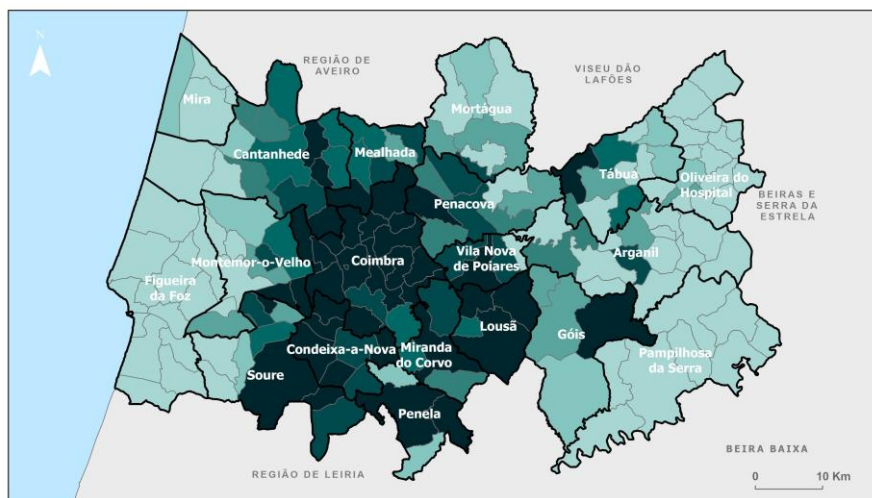 N
REGIÃO DE
AVEIRO
VISEU DÃO
LAFÕES
Mira
Mortágua
Cantanhede
Mealhada
Tábua
Oliveira do
Hospital
BEIRAS E
SERRA DA
ESTRELA
Penacova
Coimbra
Vila Nova
de Poiares
Arganil
Montemor-o-Velho
Figueira
da Foz
Lousã
Góis
Condeixa-a-Nova
Miranda
do Corvo
Pampilhosa
da Serra
Soure
Penela
REGIÃO DE LEIRIA
BEIRA BAIXA
0 10 Km